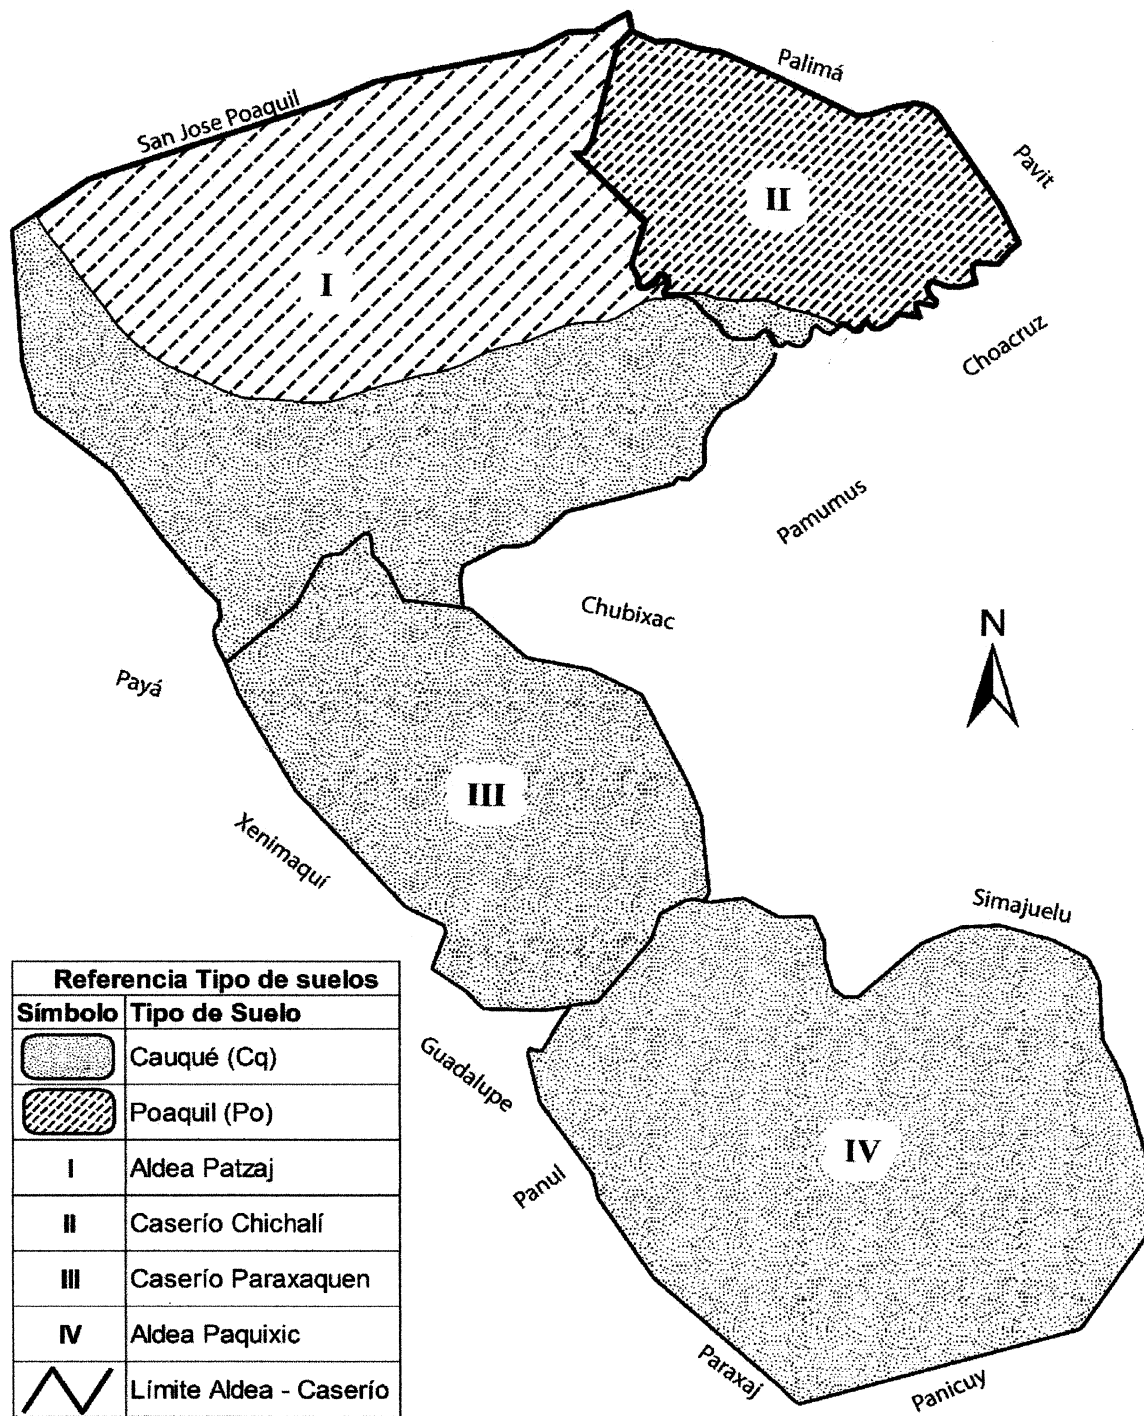 San Jose Poaquil
Palimá
Pavit
II
I
Choacruz
Pamumus
Chubixac
N
Payá
III
Xenimaquí
Simajuelu
Guadalupe
Panul
IV
Paraxaj
Panicuy
Referencia Tipo de suelos
Símbolo Tipo de Suelo
Cauqué (Cq)
Poaquil (Po)
I Aldea Patzaj
II Caserío Chichalí
III Caserío Paraxaquen
IV Aldea Paquixic
Límite Aldea - Caserío